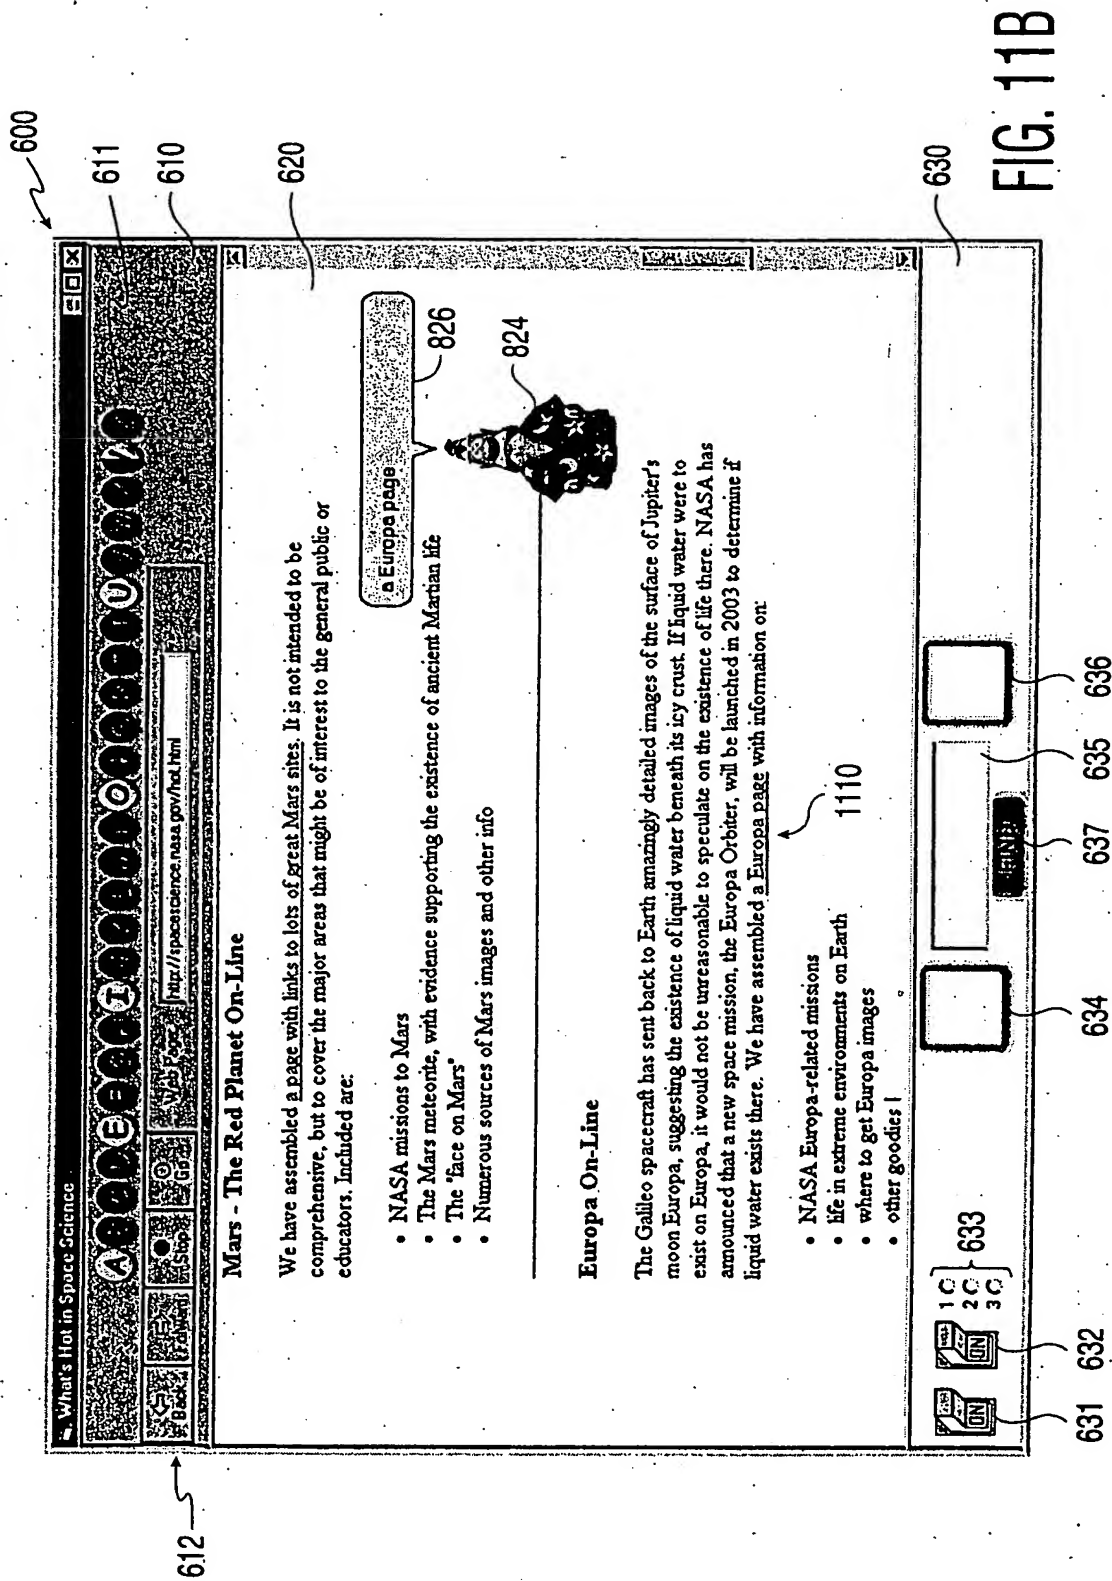 600
611
610
612
What's Hot in Space Science
Back
Forward
Stop
Go
Web Page:
http://spacescience.nasa.gov/hot.html
620
Mars - The Red Planet On-Line
We have assembled a page with links to lots of great Mars sites. It is not intended to be
comprehensive, but to cover the major areas that might be of interest to the general public or
educators. Included are:
• NASA missions to Mars
• The Mars meteorite, with evidence supporting the existence of ancient Martian life
• The "face on Mars"
• Numerous sources of Mars images and other info
a Europa page
826
824
Europa On-Line
The Galileo spacecraft has sent back to Earth amazingly detailed images of the surface of Jupiter's
moon Europa, suggesting the existence of liquid water beneath its icy crust. If liquid water were to
exist on Europa, it would not be unreasonable to speculate on the existence of life there. NASA has
announced that a new space mission, the Europa Orbiter, will be launched in 2003 to determine if
liquid water exists there. We have assembled a Europa page with information on:
1110
• NASA Europa-related missions
• life in extreme environments on Earth
• where to get Europa images
• other goodies
630
ON
ON
1
2
3
633
631
632
634
637
635
636
FIG. 11B